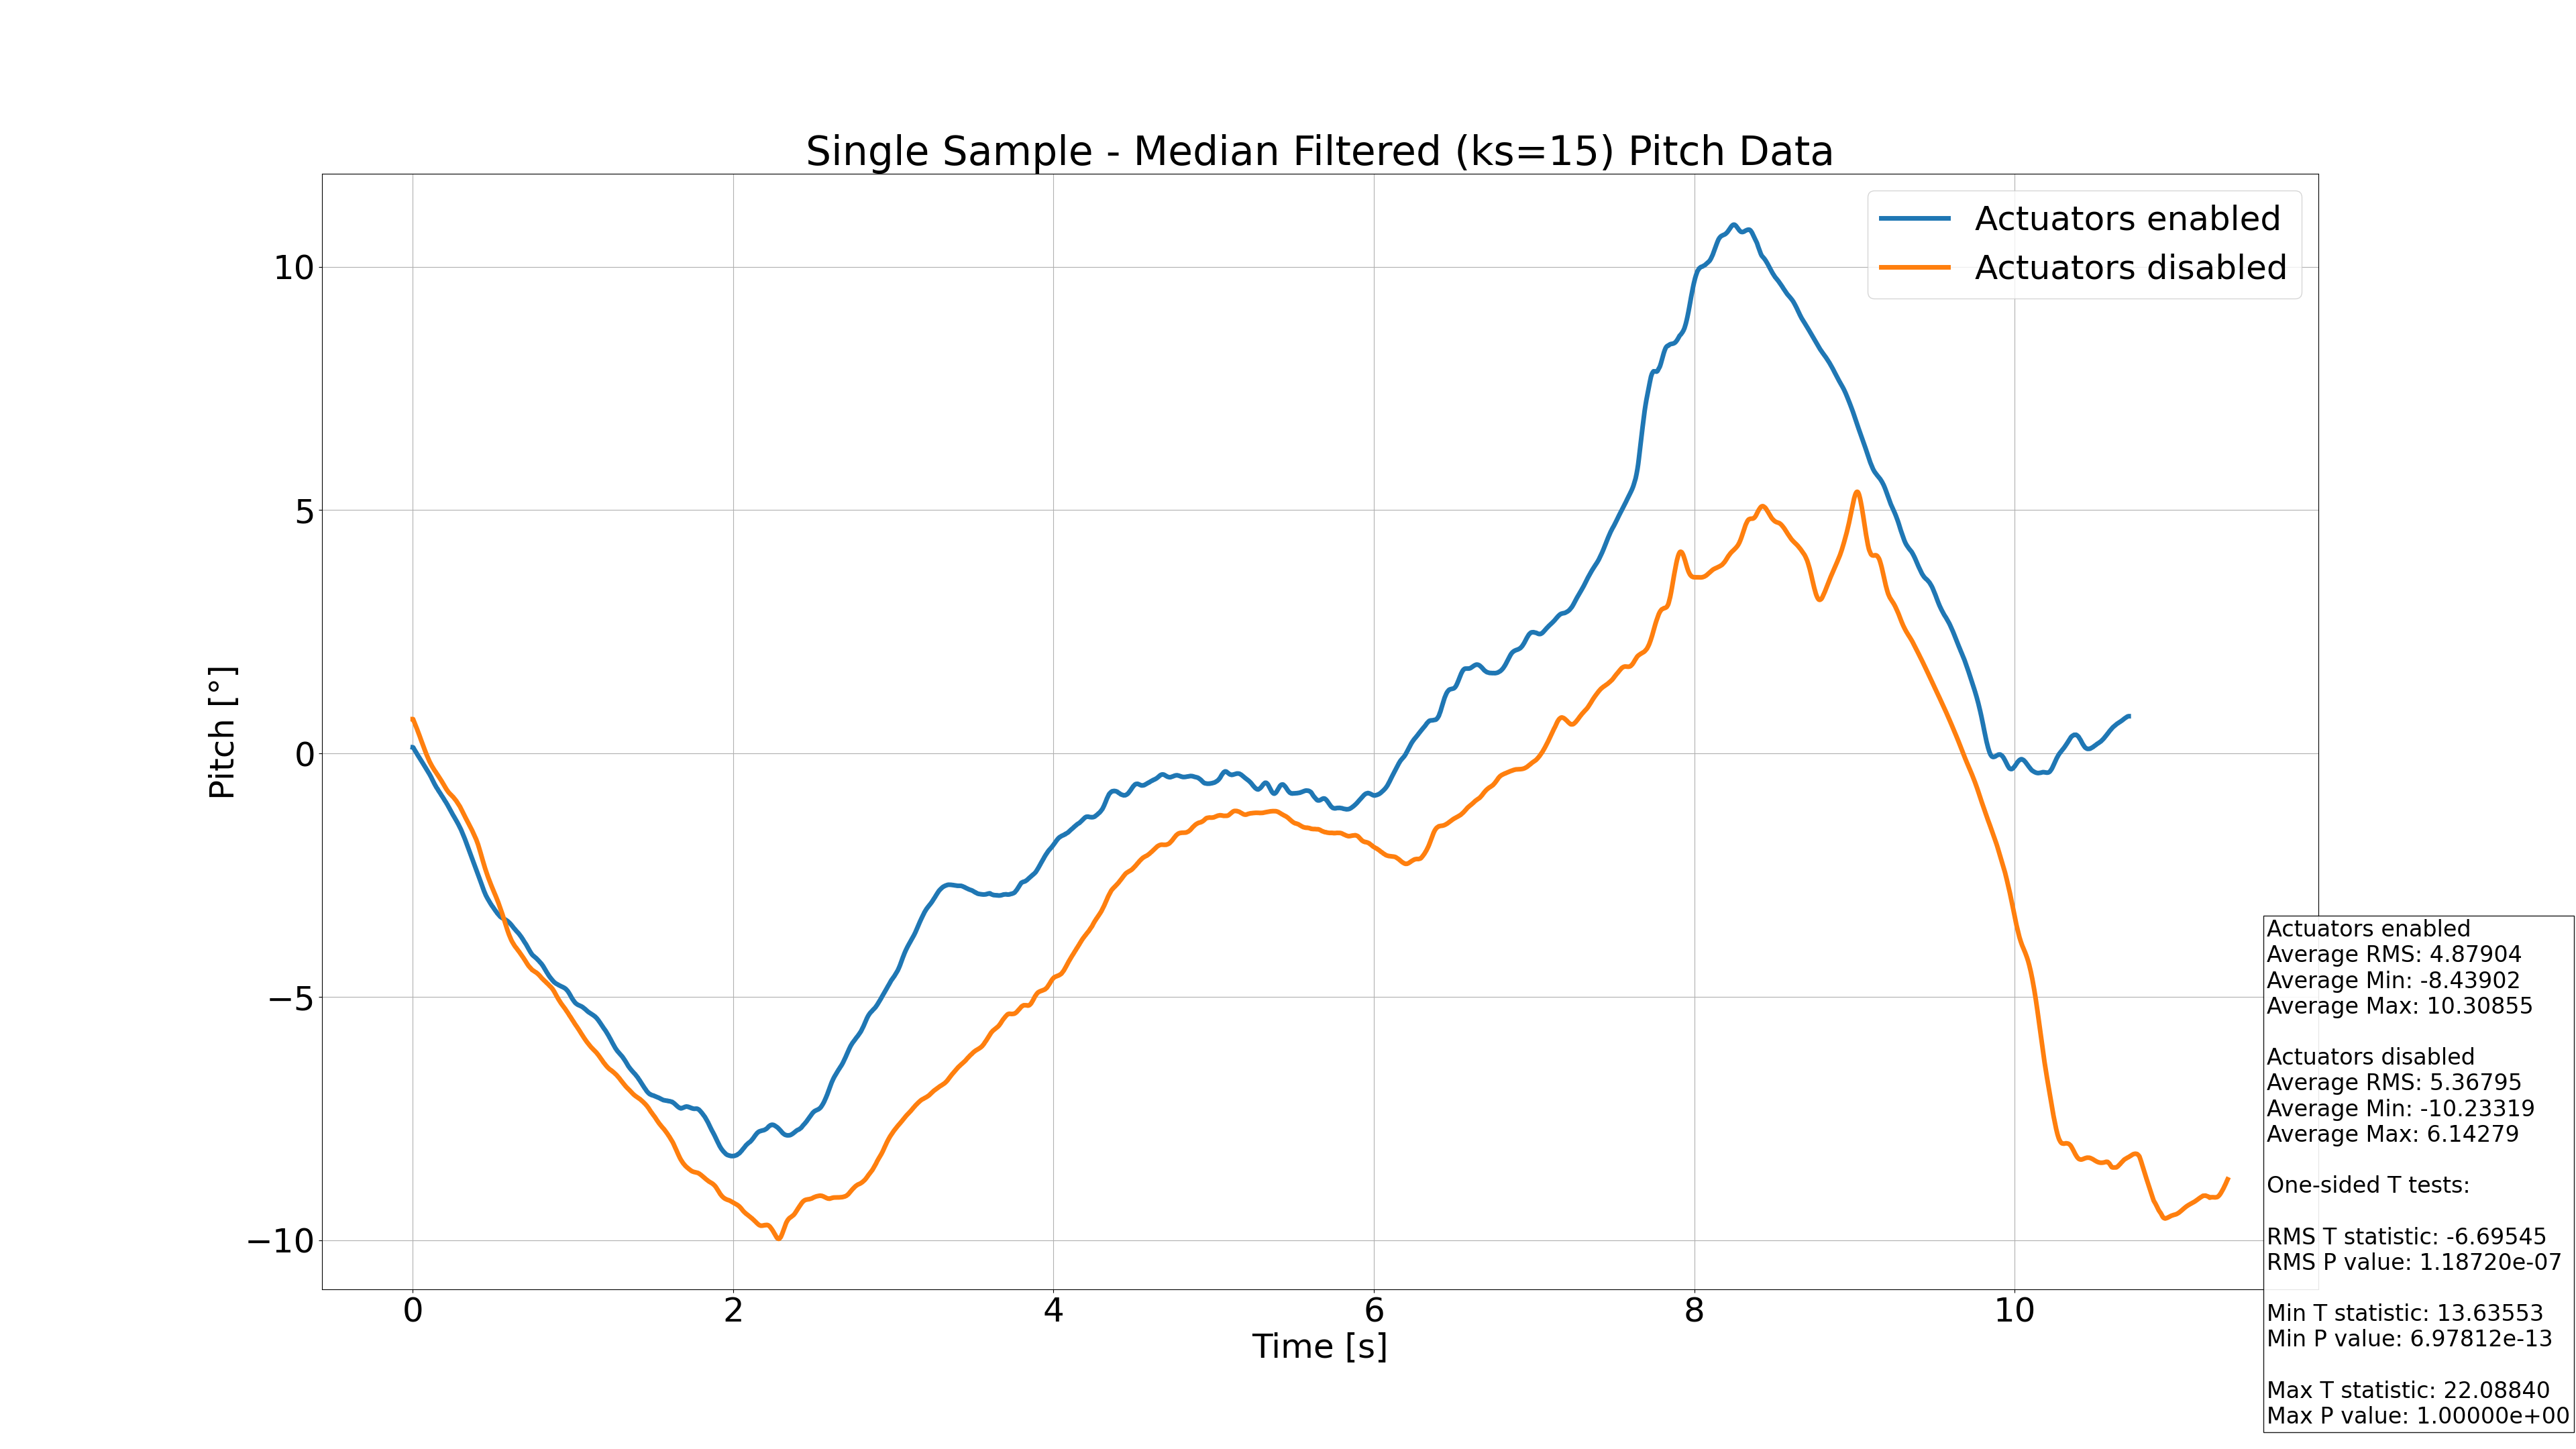 Single Sample - Median Filtered (ks=15) Pitch Data
Actuators enabled
Actuators disabled
10
5
0
−5
−10
Pitch [°]
0
2
4
6
8
10
Time [s]
Actuators enabled
Average RMS: 4.87904
Average Min: -8.43902
Average Max: 10.30855
Actuators disabled
Average RMS: 5.36795
Average Min: -10.23319
Average Max: 6.14279
One-sided T tests:
RMS T statistic: -6.69545
RMS P value: 1.18720e-07
Min T statistic: 13.63553
Min P value: 6.97812e-13
Max T statistic: 22.08840
Max P value: 1.00000e+00